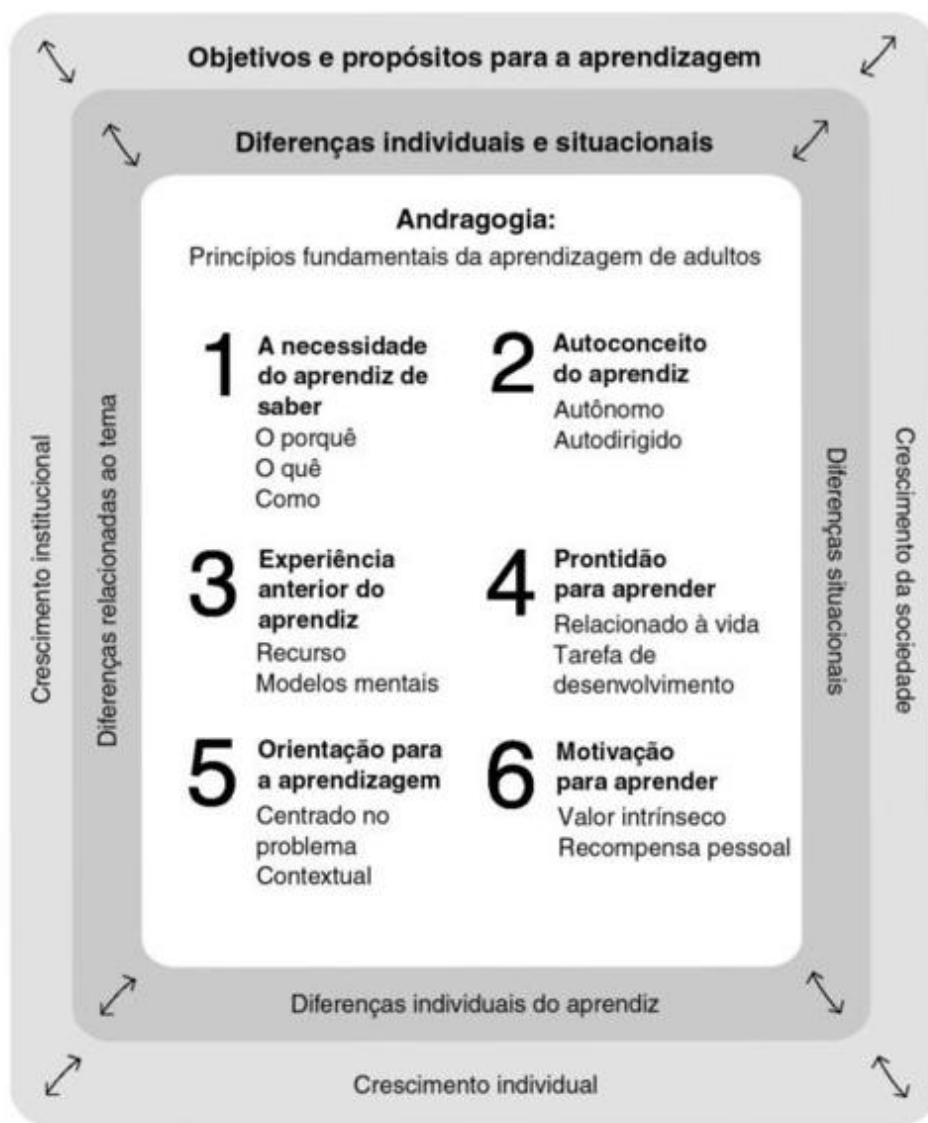 Objetivos e propósitos para a aprendizagem
Diferenças individuais e situacionais
Andragogia:
Princípios fundamentais da aprendizagem de adultos
1
A necessidade
do aprendiz de
saber
O porquê
O quê
Como
2
Autoconceito
do aprendiz
Autônomo
Autodirigido
3
Experiência
anterior do
aprendiz
Recurso
Modelos mentais
4
Prontidão
para aprender
Relacionado à vida
Tarefa de
desenvolvimento
5
Orientação para
a aprendizagem
Centrado no
problema
Contextual
6
Motivação
para aprender
Valor intrínseco
Recompensa pessoal
Crescimento institucional
Diferenças relacionadas ao tema
Diferenças situacionais
Crescimento da sociedade
Diferenças individuais do aprendiz
Crescimento individual